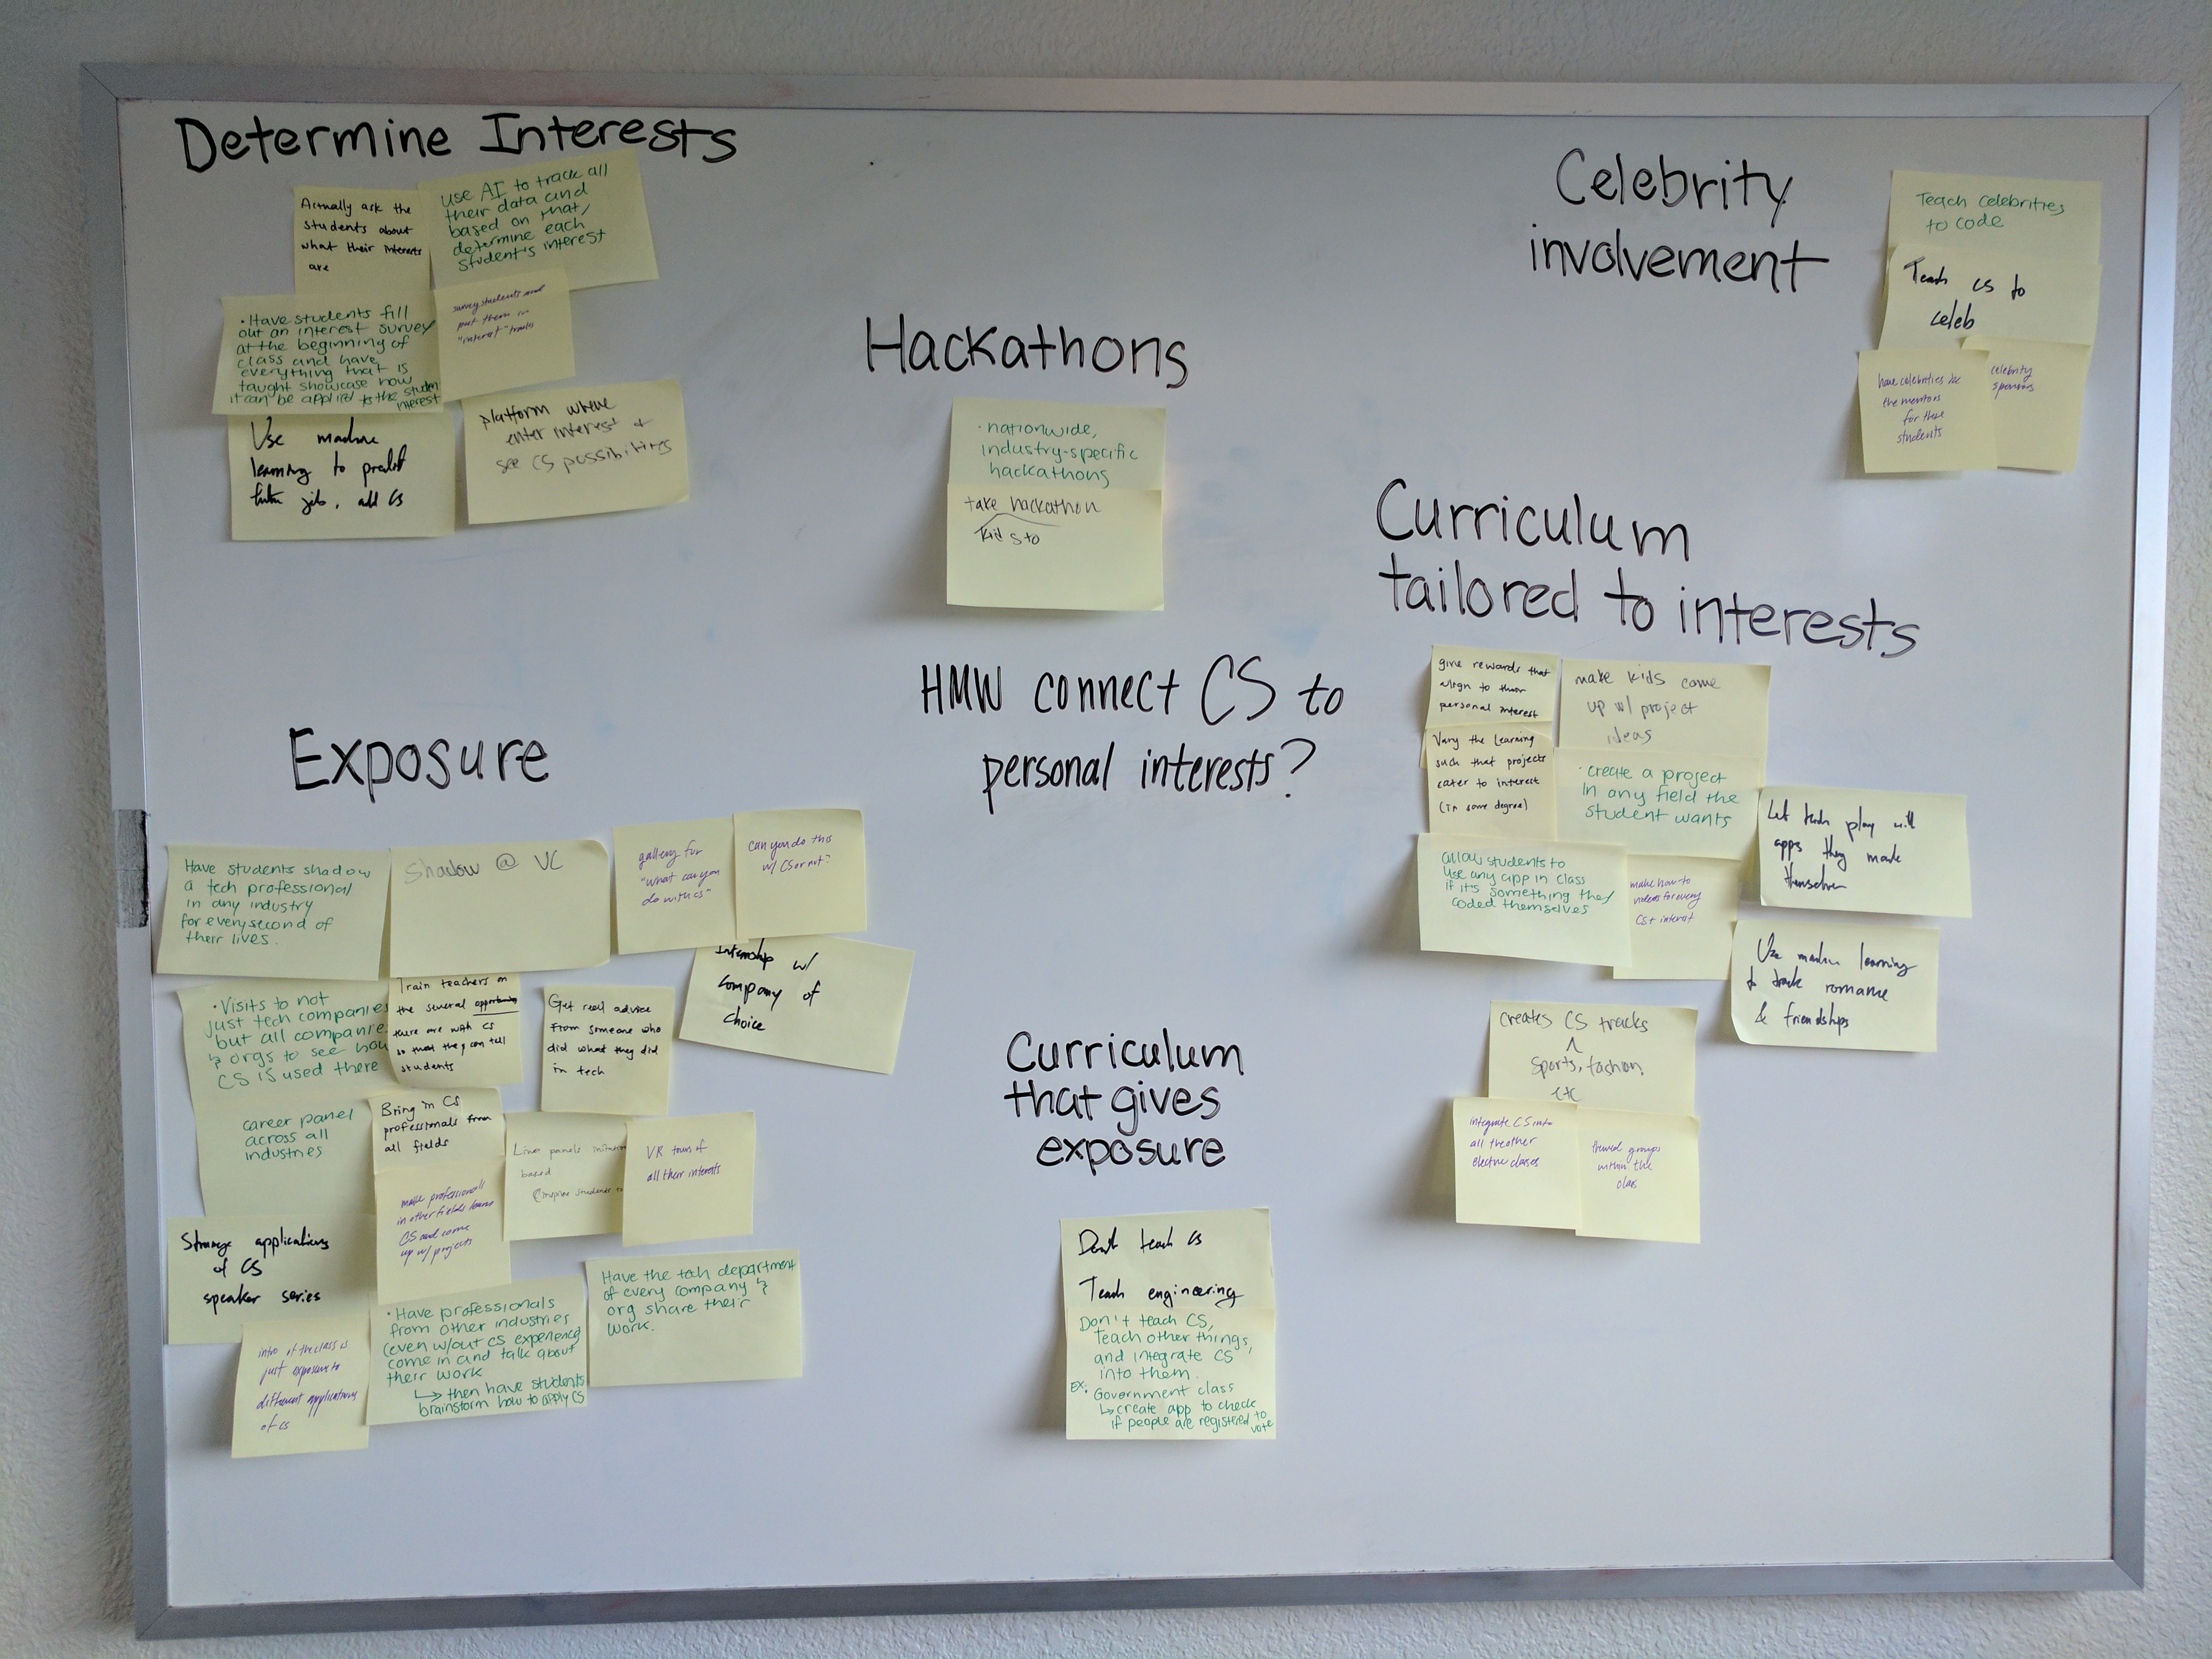 Determine Interests
Actually ask the
students about
what their interests
are
use AI to track all
their data and
based on that,
determine each
student's interest
• Have students fill
out an interest survey
at the beginning of
class and have
everything that is
taught showcase how
it can be applied to the student
interest
survey students and
put them in
"interest" tracks
Use machine
learning to predict
future job, add CS
platform where
enter interest +
see CS possibilities
Hackathons
• nationwide,
industry-specific
hackathons
take hackathon
kids to
Celebrity
involvement
Teach celebrities
to code
Teach CS to
celeb
have celebrities be
the mentors
for these
students
celebrity
sponsors
Curriculum
tailored to interests
give rewards that
align to their
personal interest
make kids come
up w/ project
ideas
Vary the learning
such that projects
cater to interest
(in some degree)
• create a project
in any field the
student wants
Let them play with
apps they made
themselves
allow students to
use any app in class
if it's something they
coded themselves
make how to
videos for every
CS + interest
Use machine learning
to track romance
& friendships
creates CS tracks
^
sports, fashion,
etc
integrate CS into
all the other
elective classes
themed groups
within the
class
HMW connect CS to
personal interests?
Exposure
Have students shadow
a tech professional
in any industry
for every second of
their lives.
Shadow @ VC
gallery for
"what can you
do with CS"
can you do this
w/ CS or not?
Internship w/
company of
choice
• Visits to not
just tech companies
but all companies
& orgs to see how
CS is used there
Train teachers on
the several opportunity
there are with CS
so that they can tell
students
Get real advice
from someone who
did what they did
in tech
career panel
across all
industries
Bring in CS
professionals from
all fields
Live panels
based
(inspire students to
VR tours of
all their interests
make professionals
in other fields learn
CS and come
up w/ projects
Strange applications
of CS
speaker series
intro of the class is
just exposure to
different applications
of CS
• Have professionals
from other industries
(even w/out CS experience)
come in and talk about
their work
↳ then have students
brainstorm how to apply CS
Have the tech department
of every company &
org share their
work.
Curriculum
that gives
exposure
Don't teach CS
Teach engineering
Don't teach CS,
teach other things,
and integrate CS
into them.
EX. Government class
↳ create app to check
if people are registered to
vote